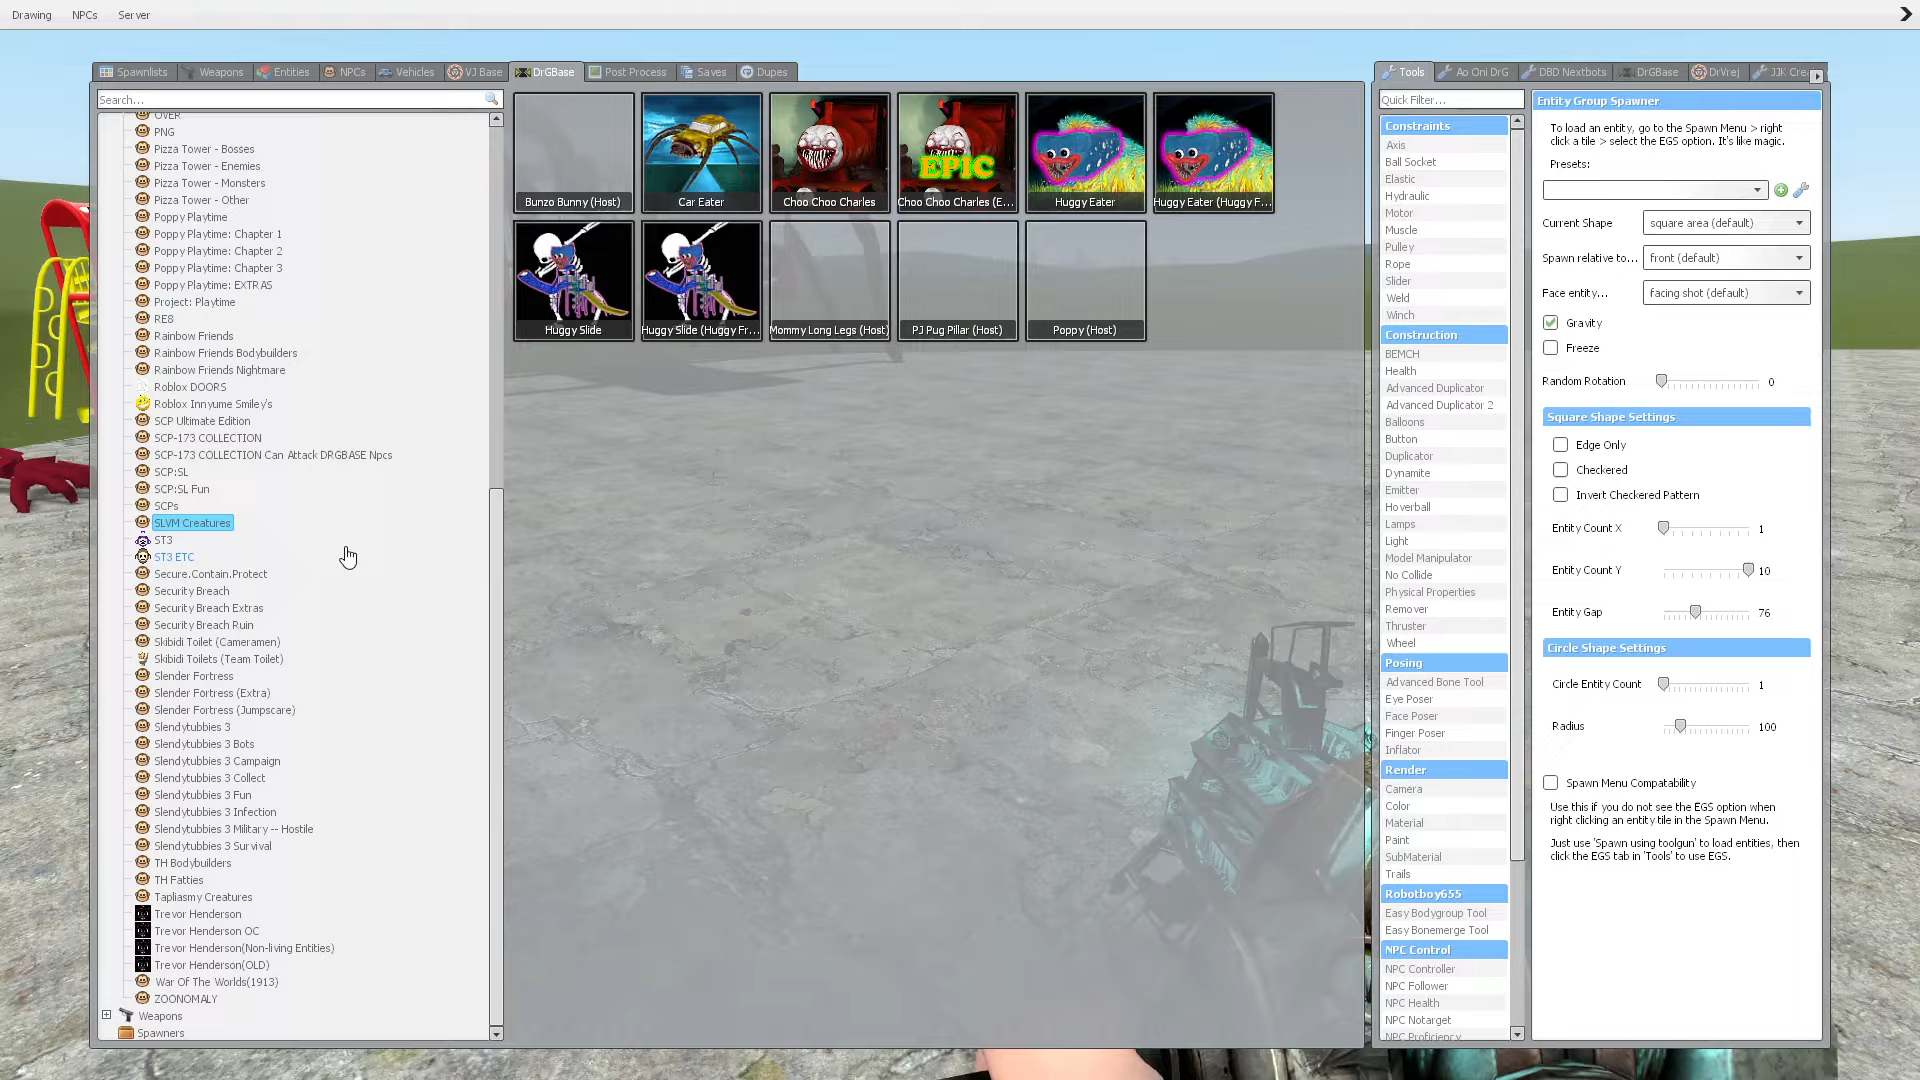 Drawing NPCs Server
Spawnlists Weapons Entities NPCs Vehicles VJ Base DrGBase Post Process Saves Dupes
Search...
OVER
PNG
Pizza Tower - Bosses
Pizza Tower - Enemies
Pizza Tower - Monsters
Pizza Tower - Other
Poppy Playtime
Poppy Playtime: Chapter 1
Poppy Playtime: Chapter 2
Poppy Playtime: Chapter 3
Poppy Playtime: EXTRAS
Project: Playtime
RE8
Rainbow Friends
Rainbow Friends Bodybuilders
Rainbow Friends Nightmare
Roblox DOORS
Roblox Innyume Smiley's
SCP Ultimate Edition
SCP-173 COLLECTION
SCP-173 COLLECTION Can Attack DRGBASE Npcs
SCP:SL
SCP:SL Fun
SCPs
SLVM Creatures
ST3
ST3 ETC
Secure.Contain.Protect
Security Breach
Security Breach Extras
Security Breach Ruin
Skibidi Toilet (Cameramen)
Skibidi Toilets (Team Toilet)
Slender Fortress
Slender Fortress (Extra)
Slender Fortress (Jumpscare)
Slendytubbies 3
Slendytubbies 3 Bots
Slendytubbies 3 Campaign
Slendytubbies 3 Collect
Slendytubbies 3 Fun
Slendytubbies 3 Infection
Slendytubbies 3 Military -- Hostile
Slendytubbies 3 Survival
TH Bodybuilders
TH Fatties
Tapliasmy Creatures
Trevor Henderson
Trevor Henderson OC
Trevor Henderson(Non-living Entities)
Trevor Henderson(OLD)
War Of The Worlds(1913)
ZOONOMALY
Weapons
Spawners
EPIC
Bunzo Bunny (Host) Car Eater Choo Choo Charles Choo Choo Charles (E... Huggy Eater Huggy Eater (Huggy F...
Huggy Slide Huggy Slide (Huggy Fr... Mommy Long Legs (Host) PJ Pug Pillar (Host) Poppy (Host)
Tools Ao Oni DrG DBD Nextbots DrGBase DrVrej JJK Crea
Quick Filter...
Constraints
Axis
Ball Socket
Elastic
Hydraulic
Motor
Muscle
Pulley
Rope
Slider
Weld
Winch
Construction
BEMCH
Health
Advanced Duplicator
Advanced Duplicator 2
Balloons
Button
Duplicator
Dynamite
Emitter
Hoverball
Lamps
Light
Model Manipulator
No Collide
Physical Properties
Remover
Thruster
Wheel
Posing
Advanced Bone Tool
Eye Poser
Face Poser
Finger Poser
Inflator
Render
Camera
Color
Material
Paint
SubMaterial
Trails
Robotboy655
Easy Bodygroup Tool
Easy Bonemerge Tool
NPC Control
NPC Controller
NPC Follower
NPC Health
NPC Notarget
NPC Proficiency
Entity Group Spawner
To load an entity, go to the Spawn Menu > right
click a tile > select the EGS option. It's like magic.
Presets:
Current Shape square area (default)
Spawn relative to... front (default)
Face entity... facing shot (default)
Gravity
Freeze
Random Rotation 0
Square Shape Settings
Edge Only
Checkered
Invert Checkered Pattern
Entity Count X 1
Entity Count Y 10
Entity Gap 76
Circle Shape Settings
Circle Entity Count 1
Radius 100
Spawn Menu Compatability
Use this if you do not see the EGS option when
right clicking an entity tile in the Spawn Menu.
Just use 'Spawn using toolgun' to load entities, then
click the EGS tab in 'Tools' to use EGS.